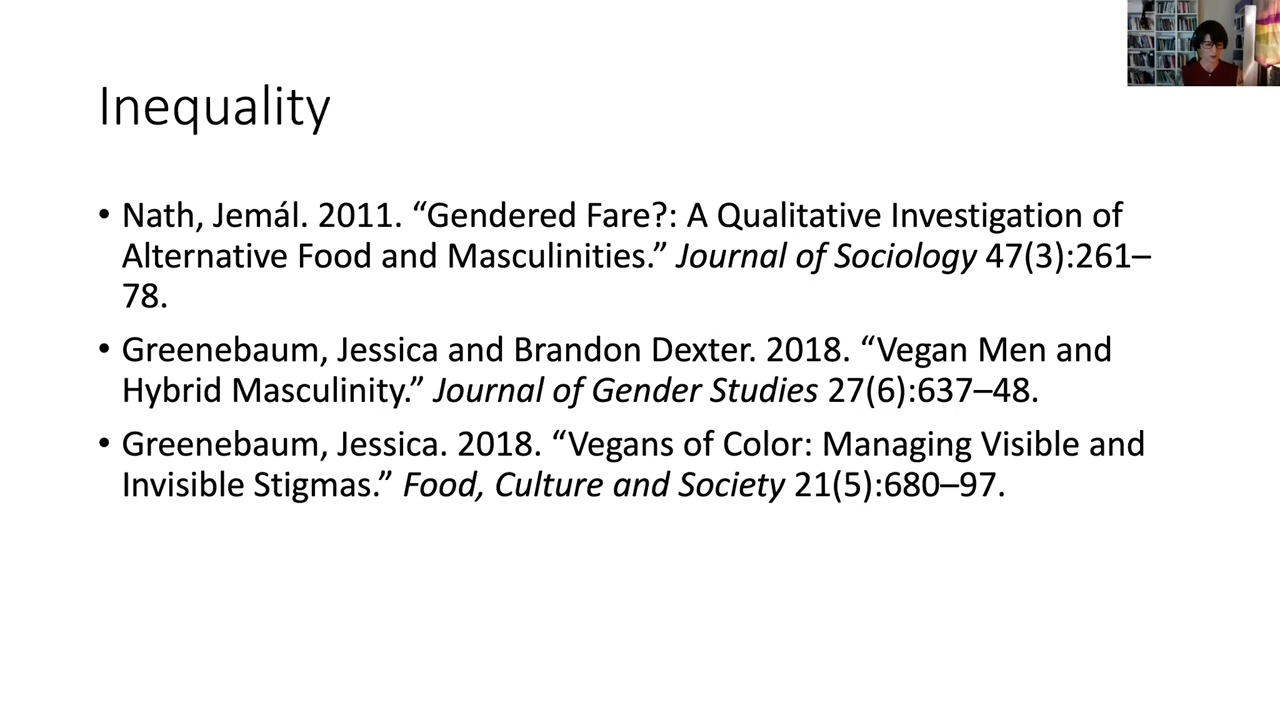 Inequality
• Nath, Jemál. 2011. “Gendered Fare?: A Qualitative Investigation of
Alternative Food and Masculinities.” Journal of Sociology 47(3):261–
78.
• Greenebaum, Jessica and Brandon Dexter. 2018. “Vegan Men and
Hybrid Masculinity.” Journal of Gender Studies 27(6):637–48.
• Greenebaum, Jessica. 2018. “Vegans of Color: Managing Visible and
Invisible Stigmas.” Food, Culture and Society 21(5):680–97.